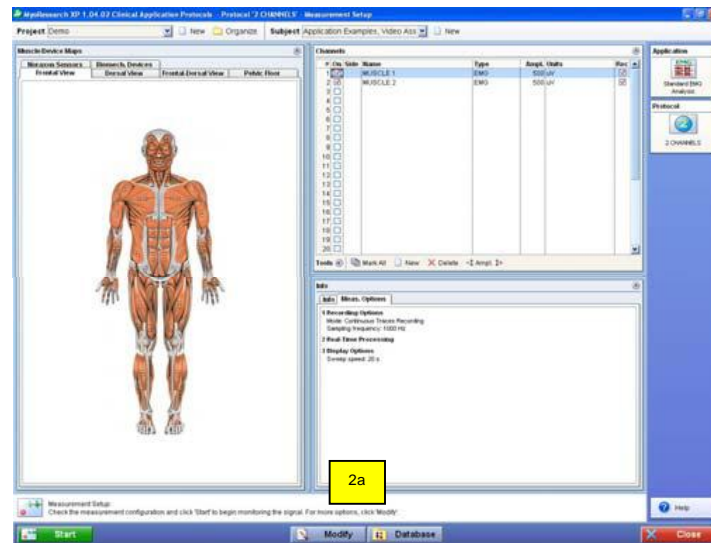 MyoResearch XP 1.04.02 Clinical Application Protocols - Protocol '2 CHANNELS' - Measurement Setup
Project Demo New Organize Subject Application Examples, Video Ass New
Muscle/Device Maps
Noraxon Sensors Biomech. Devices
Frontal View Dorsal View Frontal-Dorsal View Pelvic Floor
Channels
# On Side Name Type Ampl. Units Rec
1 MUSCLE 1 EMG 500 uV
2 MUSCLE 2 EMG 500 uV
3
4
5
6
7
8
9
10
11
12
13
14
15
16
17
18
19
20
Tools Mark All New Delete Ampl.
Info
Info Meas. Options
1 Recording Options
Mode: Continuous Traces Recording
Sampling frequency: 1000 Hz
2 Real-Time Processing
3 Display Options
Sweep speed: 20 s
Application
Standard EMG
Analysis
Protocol
2 CHANNELS
2a
Measurement Setup
Check the measurement configuration and click 'Start' to begin monitoring the signal. For more options, click 'Modify'.
Help
Start Modify Database Close